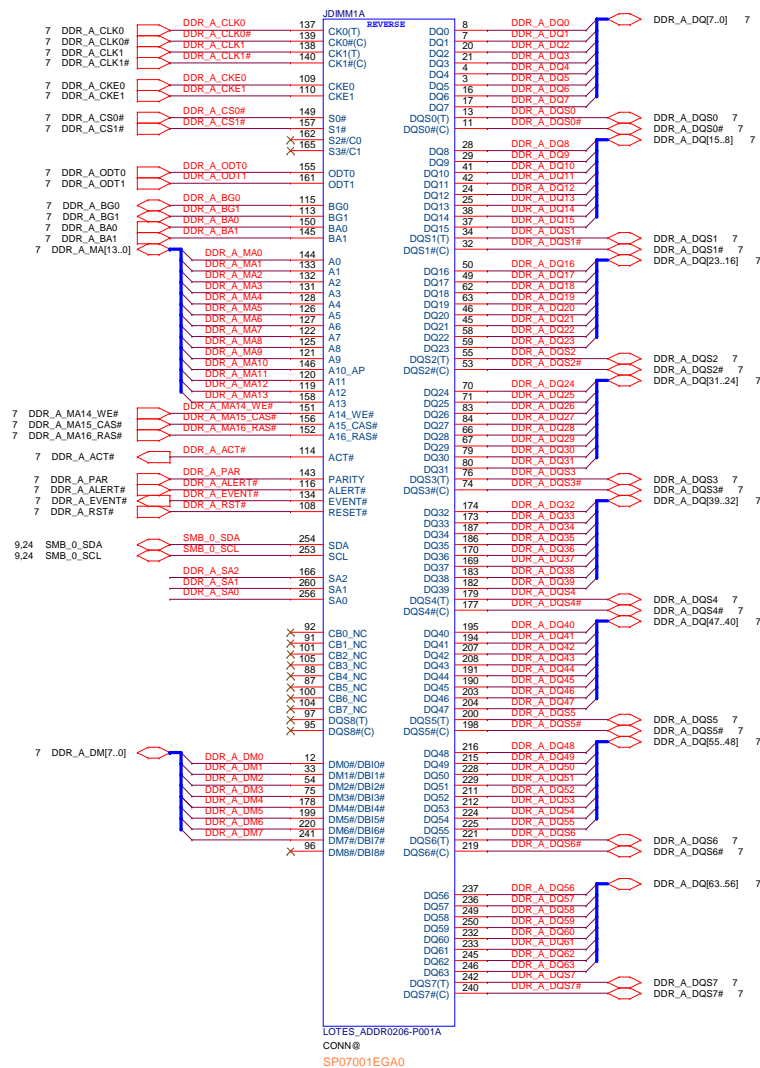 JDIMM1A
REVERSE
7 DDR_A_CLK0 DDR_A_CLK0 137 CK0(T)
7 DDR_A_CLK0# DDR_A_CLK0# 139 CK0#(C)
7 DDR_A_CLK1 DDR_A_CLK1 138 CK1(T)
7 DDR_A_CLK1# DDR_A_CLK1# 140 CK1#(C)
7 DDR_A_CKE0 DDR_A_CKE0 109 CKE0
7 DDR_A_CKE1 DDR_A_CKE1 110 CKE1
7 DDR_A_CS0# DDR_A_CS0# 149 S0#
7 DDR_A_CS1# DDR_A_CS1# 157 S1#
162 S2#/C0
165 S3#/C1
7 DDR_A_ODT0 DDR_A_ODT0 155 ODT0
7 DDR_A_ODT1 DDR_A_ODT1 161 ODT1
7 DDR_A_BG0 DDR_A_BG0 115 BG0
7 DDR_A_BG1 DDR_A_BG1 113 BG1
7 DDR_A_BA0 DDR_A_BA0 150 BA0
7 DDR_A_BA1 DDR_A_BA1 145 BA1
7 DDR_A_MA[13..0]
DDR_A_MA0 144 A0
DDR_A_MA1 133 A1
DDR_A_MA2 132 A2
DDR_A_MA3 131 A3
DDR_A_MA4 128 A4
DDR_A_MA5 126 A5
DDR_A_MA6 127 A6
DDR_A_MA7 122 A7
DDR_A_MA8 125 A8
DDR_A_MA9 121 A9
DDR_A_MA10 146 A10_AP
DDR_A_MA11 120 A11
DDR_A_MA12 119 A12
DDR_A_MA13 158 A13
7 DDR_A_MA14_WE# DDR_A_MA14_WE# 151 A14_WE#
7 DDR_A_MA15_CAS# DDR_A_MA15_CAS# 156 A15_CAS#
7 DDR_A_MA16_RAS# DDR_A_MA16_RAS# 152 A16_RAS#
7 DDR_A_ACT# DDR_A_ACT# 114 ACT#
7 DDR_A_PAR DDR_A_PAR 143 PARITY
7 DDR_A_ALERT# DDR_A_ALERT# 116 ALERT#
7 DDR_A_EVENT# DDR_A_EVENT# 134 EVENT#
7 DDR_A_RST# DDR_A_RST# 108 RESET#
9,24 SMB_0_SDA SMB_0_SDA 254 SDA
9,24 SMB_0_SCL SMB_0_SCL 253 SCL
DDR_A_SA2 166 SA2
DDR_A_SA1 260 SA1
DDR_A_SA0 256 SA0
92 CB0_NC
91 CB1_NC
101 CB2_NC
105 CB3_NC
88 CB4_NC
87 CB5_NC
100 CB6_NC
104 CB7_NC
97 DQS8(T)
95 DQS8#(C)
7 DDR_A_DM[7..0]
DDR_A_DM0 12 DM0#/DBI0#
DDR_A_DM1 33 DM1#/DBI1#
DDR_A_DM2 54 DM2#/DBI2#
DDR_A_DM3 75 DM3#/DBI3#
DDR_A_DM4 178 DM4#/DBI4#
DDR_A_DM5 199 DM5#/DBI5#
DDR_A_DM6 220 DM6#/DBI6#
DDR_A_DM7 241 DM7#/DBI7#
96 DM8#/DBI8#
DQ0 8 DDR_A_DQ0 DDR_A_DQ[7..0] 7
DQ1 7 DDR_A_DQ1
DQ2 20 DDR_A_DQ2
DQ3 21 DDR_A_DQ3
DQ4 4 DDR_A_DQ4
DQ5 3 DDR_A_DQ5
DQ6 16 DDR_A_DQ6
DQ7 17 DDR_A_DQ7
DQS0(T) 13 DDR_A_DQS0 DDR_A_DQS0 7
DQS0#(C) 11 DDR_A_DQS0# DDR_A_DQS0# 7
DDR_A_DQ[15..8] 7
DQ8 28 DDR_A_DQ8
DQ9 29 DDR_A_DQ9
DQ10 41 DDR_A_DQ10
DQ11 42 DDR_A_DQ11
DQ12 24 DDR_A_DQ12
DQ13 25 DDR_A_DQ13
DQ14 38 DDR_A_DQ14
DQ15 37 DDR_A_DQ15
DQS1(T) 34 DDR_A_DQS1 DDR_A_DQS1 7
DQS1#(C) 32 DDR_A_DQS1# DDR_A_DQS1# 7
DDR_A_DQ[23..16] 7
DQ16 50 DDR_A_DQ16
DQ17 49 DDR_A_DQ17
DQ18 62 DDR_A_DQ18
DQ19 63 DDR_A_DQ19
DQ20 46 DDR_A_DQ20
DQ21 45 DDR_A_DQ21
DQ22 58 DDR_A_DQ22
DQ23 59 DDR_A_DQ23
DQS2(T) 55 DDR_A_DQS2 DDR_A_DQS2 7
DQS2#(C) 53 DDR_A_DQS2# DDR_A_DQS2# 7
DDR_A_DQ[31..24] 7
DQ24 70 DDR_A_DQ24
DQ25 71 DDR_A_DQ25
DQ26 83 DDR_A_DQ26
DQ27 84 DDR_A_DQ27
DQ28 66 DDR_A_DQ28
DQ29 67 DDR_A_DQ29
DQ30 79 DDR_A_DQ30
DQ31 80 DDR_A_DQ31
DQS3(T) 76 DDR_A_DQS3 DDR_A_DQS3 7
DQS3#(C) 74 DDR_A_DQS3# DDR_A_DQS3# 7
DDR_A_DQ[39..32] 7
DQ32 174 DDR_A_DQ32
DQ33 173 DDR_A_DQ33
DQ34 187 DDR_A_DQ34
DQ35 186 DDR_A_DQ35
DQ36 170 DDR_A_DQ36
DQ37 169 DDR_A_DQ37
DQ38 183 DDR_A_DQ38
DQ39 182 DDR_A_DQ39
DQS4(T) 179 DDR_A_DQS4 DDR_A_DQS4 7
DQS4#(C) 177 DDR_A_DQS4# DDR_A_DQS4# 7
DDR_A_DQ[47..40] 7
DQ40 195 DDR_A_DQ40
DQ41 194 DDR_A_DQ41
DQ42 207 DDR_A_DQ42
DQ43 208 DDR_A_DQ43
DQ44 191 DDR_A_DQ44
DQ45 190 DDR_A_DQ45
DQ46 203 DDR_A_DQ46
DQ47 204 DDR_A_DQ47
DQS5(T) 200 DDR_A_DQS5 DDR_A_DQS5 7
DQS5#(C) 198 DDR_A_DQS5# DDR_A_DQS5# 7
DDR_A_DQ[55..48] 7
DQ48 216 DDR_A_DQ48
DQ49 215 DDR_A_DQ49
DQ50 228 DDR_A_DQ50
DQ51 229 DDR_A_DQ51
DQ52 211 DDR_A_DQ52
DQ53 212 DDR_A_DQ53
DQ54 224 DDR_A_DQ54
DQ55 225 DDR_A_DQ55
DQS6(T) 221 DDR_A_DQS6 DDR_A_DQS6 7
DQS6#(C) 219 DDR_A_DQS6# DDR_A_DQS6# 7
DDR_A_DQ[63..56] 7
DQ56 237 DDR_A_DQ56
DQ57 236 DDR_A_DQ57
DQ58 249 DDR_A_DQ58
DQ59 250 DDR_A_DQ59
DQ60 232 DDR_A_DQ60
DQ61 233 DDR_A_DQ61
DQ62 245 DDR_A_DQ62
DQ63 246 DDR_A_DQ63
DQS7(T) 242 DDR_A_DQS7 DDR_A_DQS7 7
DQS7#(C) 240 DDR_A_DQS7# DDR_A_DQS7# 7
LOTES_ADDR0206-P001A
CONN@
SP07001EGA0